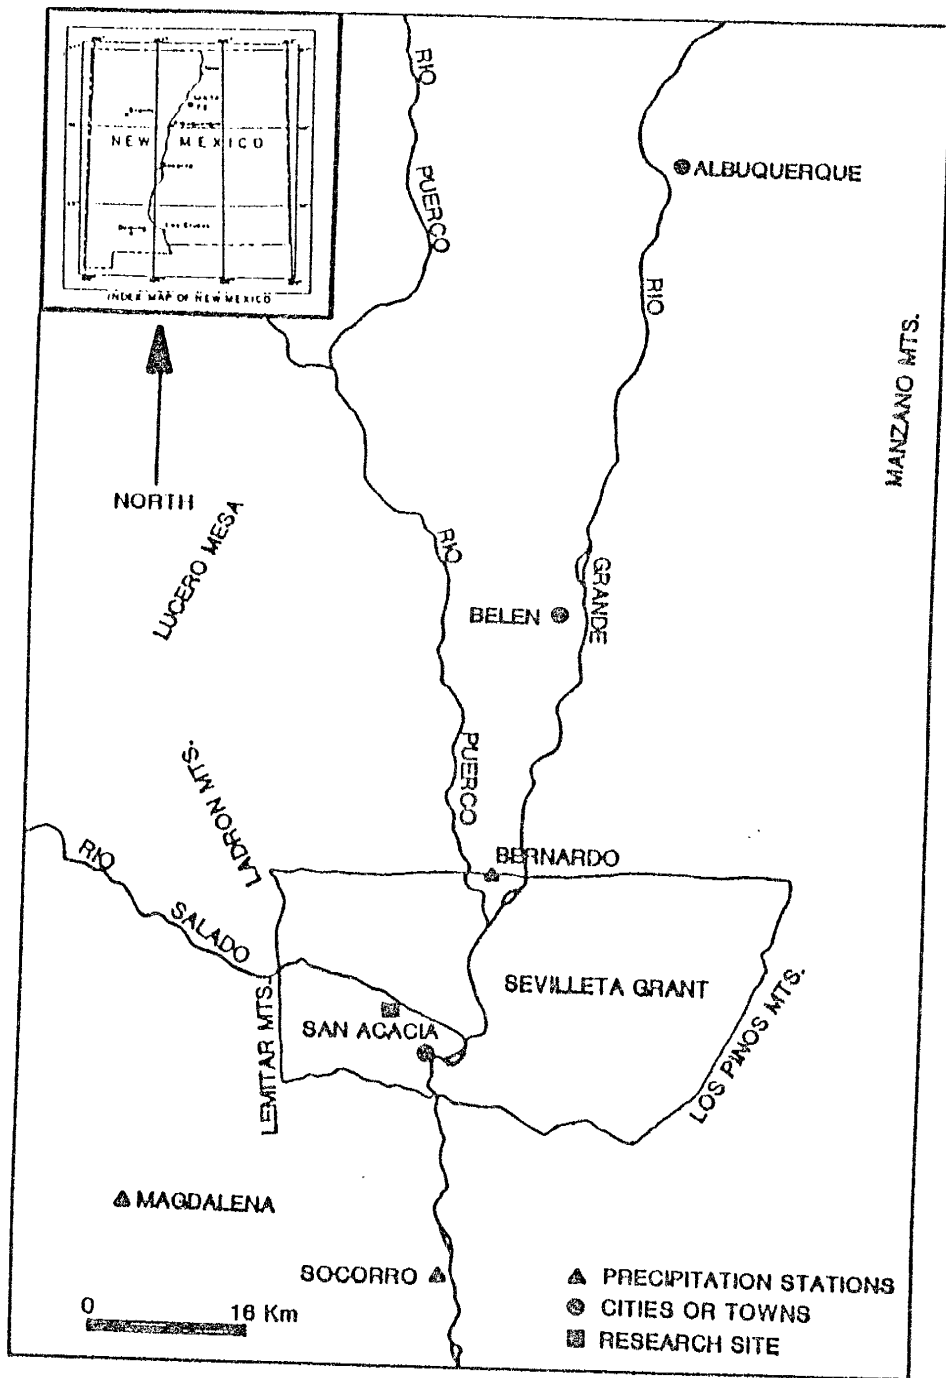 NEW MEXICO
Las Cruces
INDEX MAP OF NEW MEXICO
NORTH
RIO
PUERCO
ALBUQUERQUE
RIO
MANZANO MTS.
LUCERO MESA
RIO
GRANDE
BELEN
PUERCO
LADRON MTS.
BERNARDO
RIO
SALADO
SEVILLETA GRANT
SAN ACACIA
LEMITAR MTS.
LOS PINOS MTS.
MAGDALENA
SOCORRO
PRECIPITATION STATIONS
CITIES OR TOWNS
RESEARCH SITE
0 16 Km